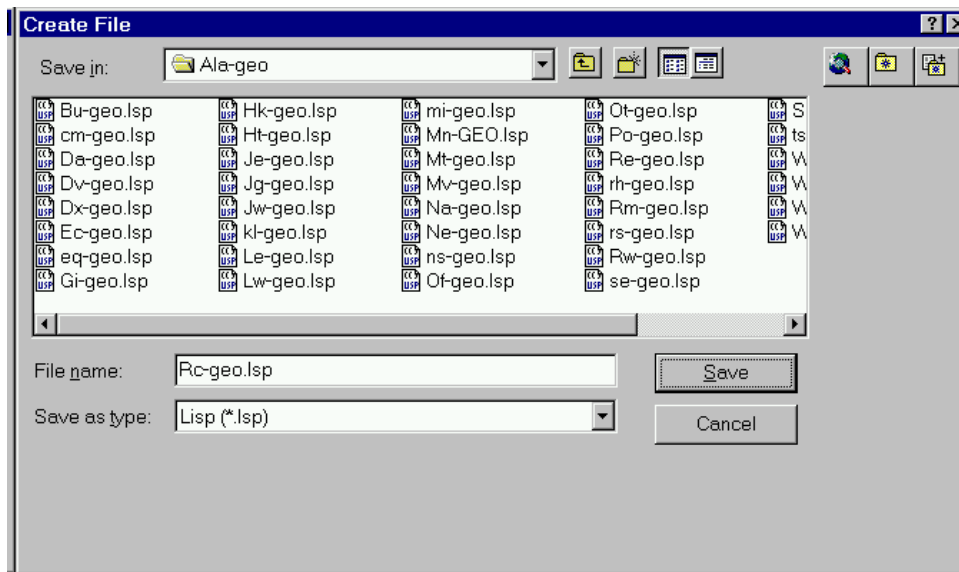 Create File
Save in: Ala-geo
Bu-geo.lsp Hk-geo.lsp mi-geo.lsp Ot-geo.lsp S
cm-geo.lsp Ht-geo.lsp Mn-GEO.lsp Po-geo.lsp ts
Da-geo.lsp Je-geo.lsp Mt-geo.lsp Re-geo.lsp W
Dv-geo.lsp Jg-geo.lsp Mv-geo.lsp rh-geo.lsp W
Dx-geo.lsp Jw-geo.lsp Na-geo.lsp Rm-geo.lsp W
Ec-geo.lsp kl-geo.lsp Ne-geo.lsp rs-geo.lsp W
eq-geo.lsp Le-geo.lsp ns-geo.lsp Rw-geo.lsp
Gi-geo.lsp Lw-geo.lsp Of-geo.lsp se-geo.lsp
File name: Rc-geo.lsp Save
Save as type: Lisp (*.lsp) Cancel